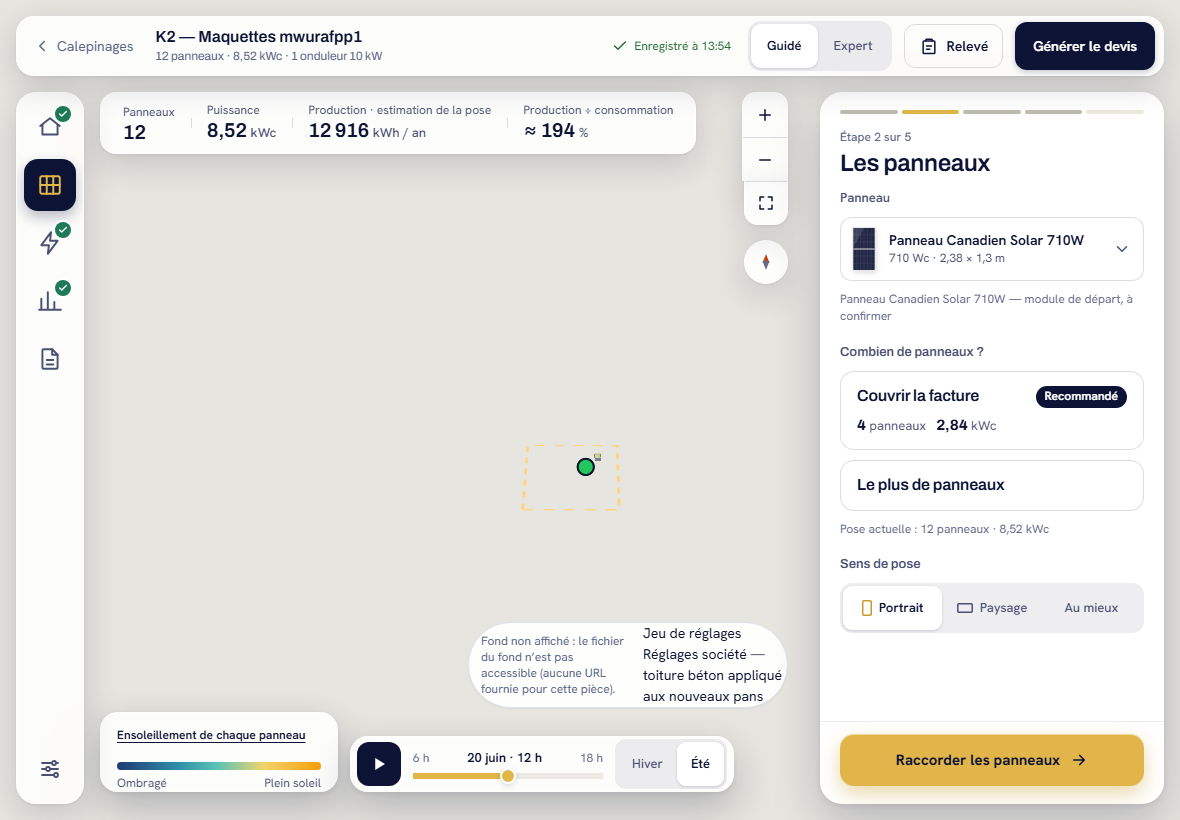 Calepinages
K2 — Maquettes mwurafpp1
12 panneaux · 8,52 kWc · 1 onduleur 10 kW
Enregistré à 13:54
Guidé
Expert
Relevé
Générer le devis
Panneaux
12
Puissance
8,52 kWc
Production · estimation de la pose
12 916 kWh / an
Production ÷ consommation
≈ 194 %
Étape 2 sur 5
Les panneaux
Panneau
Panneau Canadien Solar 710W
710 Wc · 2,38 × 1,3 m
Panneau Canadien Solar 710W — module de départ, à
confirmer
Combien de panneaux ?
Couvrir la facture
Recommandé
4 panneaux 2,84 kWc
Le plus de panneaux
Pose actuelle : 12 panneaux · 8,52 kWc
Sens de pose
Portrait
Paysage
Au mieux
Fond non affiché : le fichier
du fond n’est pas
accessible (aucune URL
fournie pour cette pièce).
Jeu de réglages
Réglages société —
toiture béton appliqué
aux nouveaux pans
Ensoleillement de chaque panneau
Ombragé
Plein soleil
6 h
20 juin · 12 h
18 h
Hiver
Été
Raccorder les panneaux